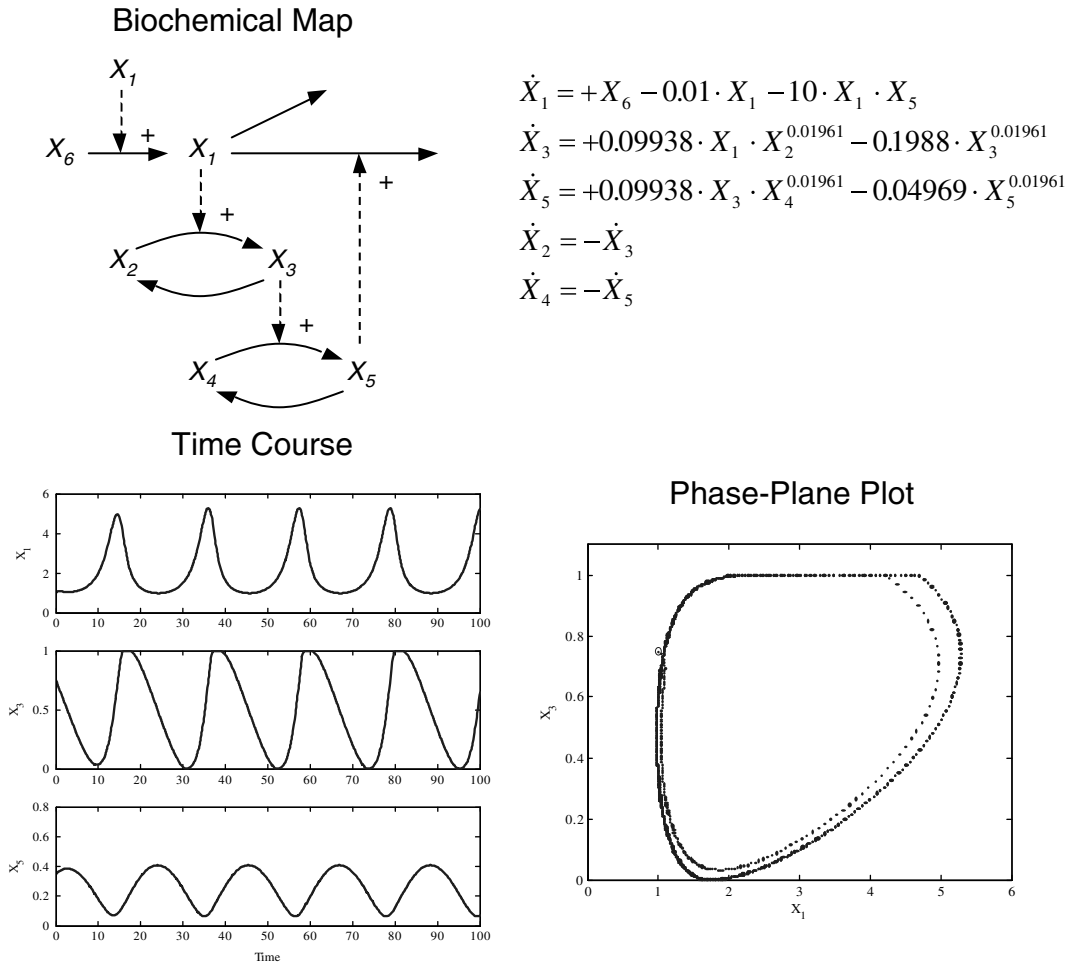 Biochemical Map
X1
+
X6
X1
+
+
X2
X3
+
X4
X5
Ẋ1 = +X6 − 0.01 · X1 − 10 · X1 · X5
Ẋ3 = +0.09938 · X1 · X2^0.01961 − 0.1988 · X3^0.01961
Ẋ5 = +0.09938 · X3 · X4^0.01961 − 0.04969 · X5^0.01961
Ẋ2 = −Ẋ3
Ẋ4 = −Ẋ5
Time Course
6
4
2
0
X1
0 10 20 30 40 50 60 70 80 90 100
1
0.5
0
X3
0 10 20 30 40 50 60 70 80 90 100
0.8
0.6
0.4
0.2
0
X5
0 10 20 30 40 50 60 70 80 90 100
Time
Phase-Plane Plot
1
0.8
0.6
0.4
0.2
0
X3
0 1 2 3 4 5 6
X1